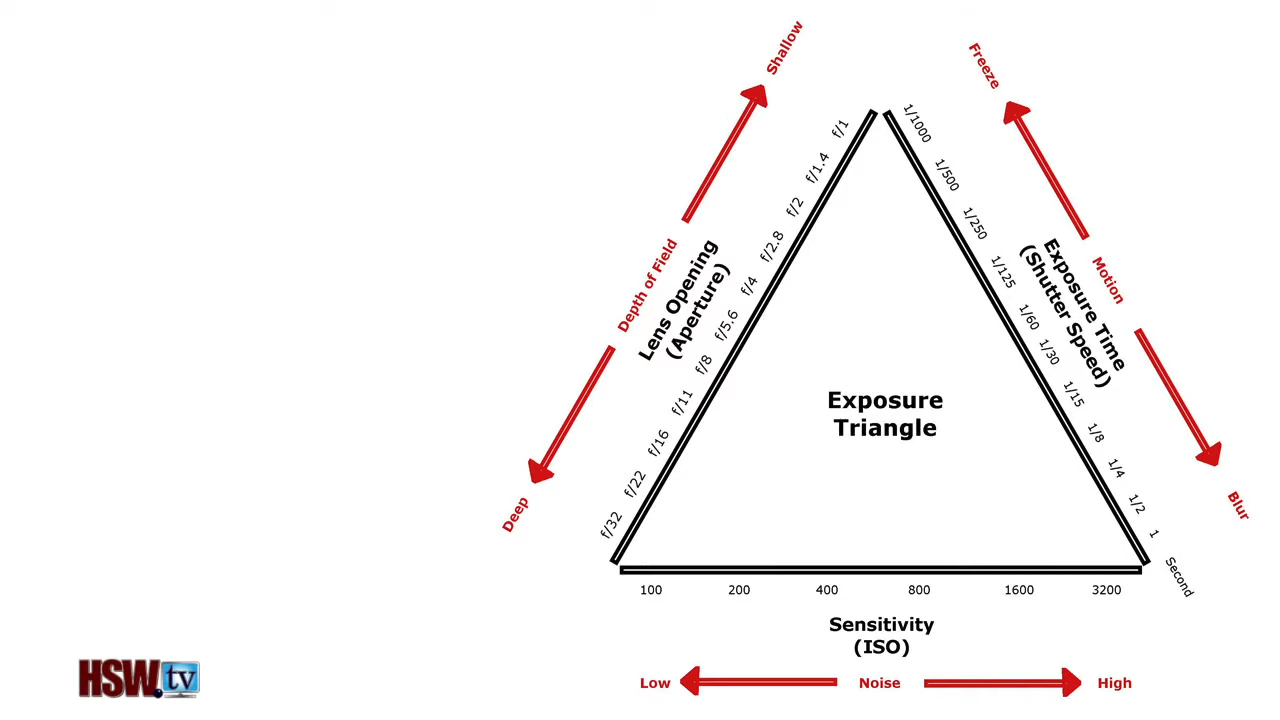 Shallow
Depth of Field
Deep
Lens Opening
(Aperture)
f/1
f/1.4
f/2
f/2.8
f/4
f/5.6
f/8
f/11
f/16
f/22
f/32
Freeze
Motion
Blur
Exposure Time
(Shutter Speed)
1/1000
1/500
1/250
1/125
1/60
1/30
1/15
1/8
1/4
1/2
1
Second
Exposure
Triangle
100 200 400 800 1600 3200
Sensitivity
(ISO)
Low Noise High
HSW.tv